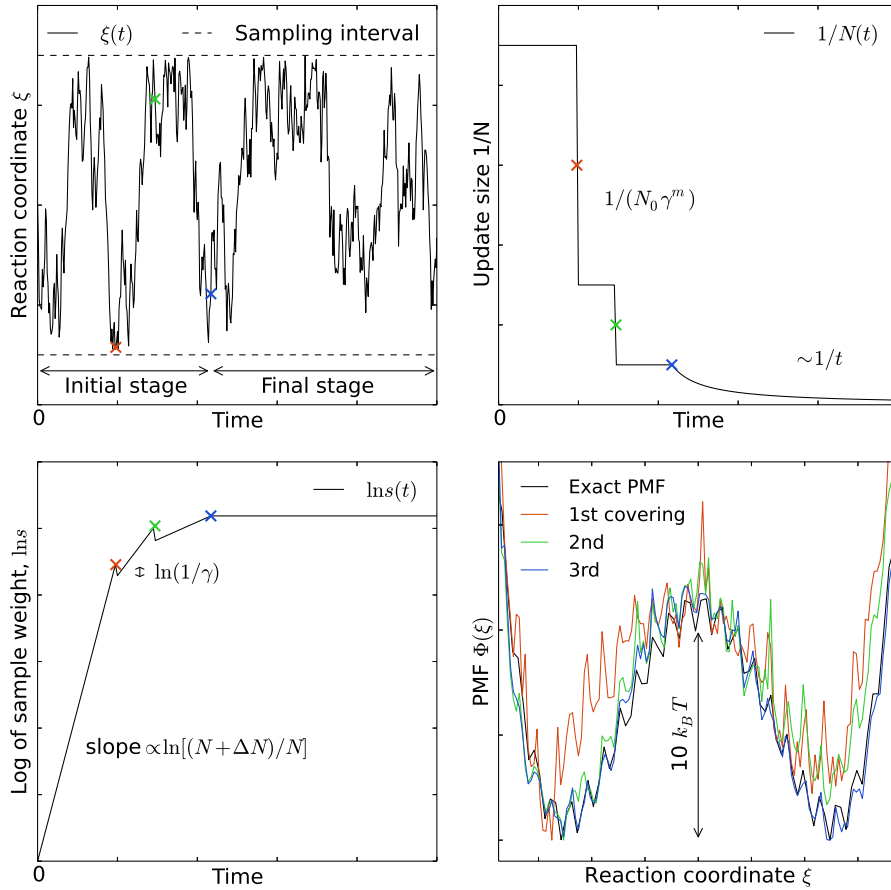 ξ(t)
Sampling interval
Reaction coordinate ξ
Initial stage
Final stage
0
Time
1/N(t)
Update size 1/N
1/(N₀γᵐ)
~1/t
0
Time
ln s(t)
Log of sample weight, ln s
ln(1/γ)
slope ∝ ln[(N+ΔN)/N]
0
Time
Exact PMF
1st covering
2nd
3rd
PMF Φ(ξ)
10 k_B T
Reaction coordinate ξ